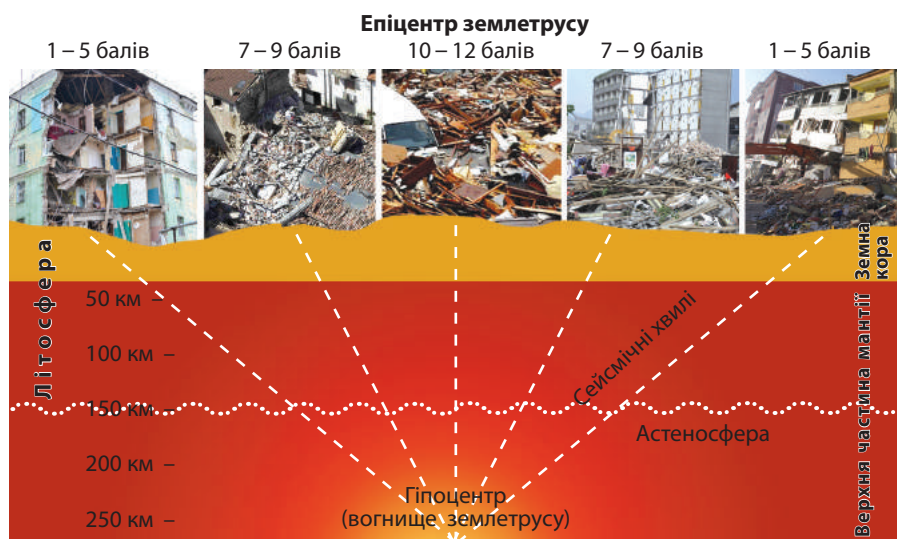 Епіцентр землетрусу
1 – 5 балів
7 – 9 балів
10 – 12 балів
7 – 9 балів
1 – 5 балів
Літосфера
Земна
кора
50 км –
100 км –
150 км –
200 км –
250 км –
Сейсмічні хвилі
Астеносфера
Верхня частина мантії
Гіпоцентр
(вогнище землетрусу)